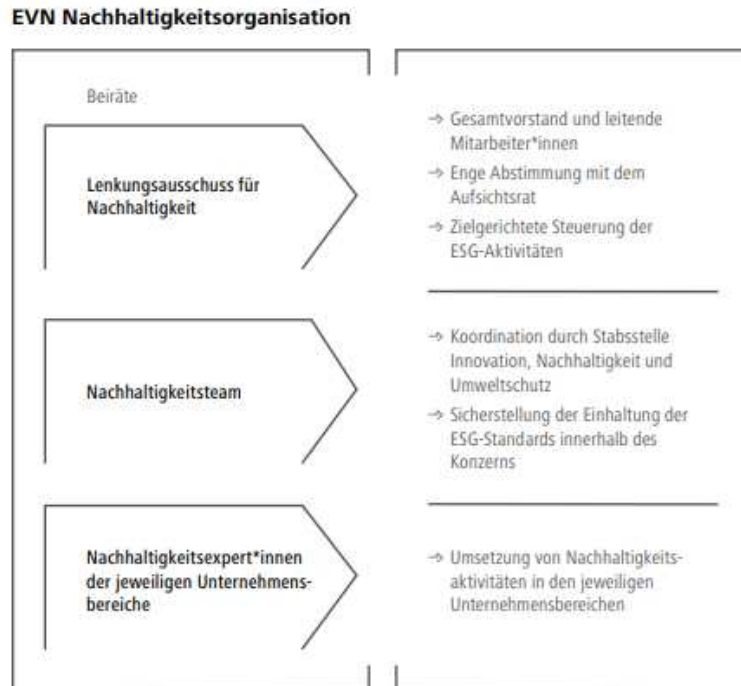 EVN Nachhaltigkeitsorganisation
Beiräte
Lenkungsausschuss für
Nachhaltigkeit
→ Gesamtvorstand und leitende
Mitarbeiter*innen
→ Enge Abstimmung mit dem
Aufsichtsrat
→ Zielgerichtete Steuerung der
ESG-Aktivitäten
Nachhaltigkeitsteam
→ Koordination durch Stabsstelle
Innovation, Nachhaltigkeit und
Umweltschutz
→ Sicherstellung der Einhaltung der
ESG-Standards innerhalb des
Konzerns
Nachhaltigkeitsexpert*innen
der jeweiligen Unternehmens-
bereiche
→ Umsetzung von Nachhaltigkeits-
aktivitäten in den jeweiligen
Unternehmensbereichen